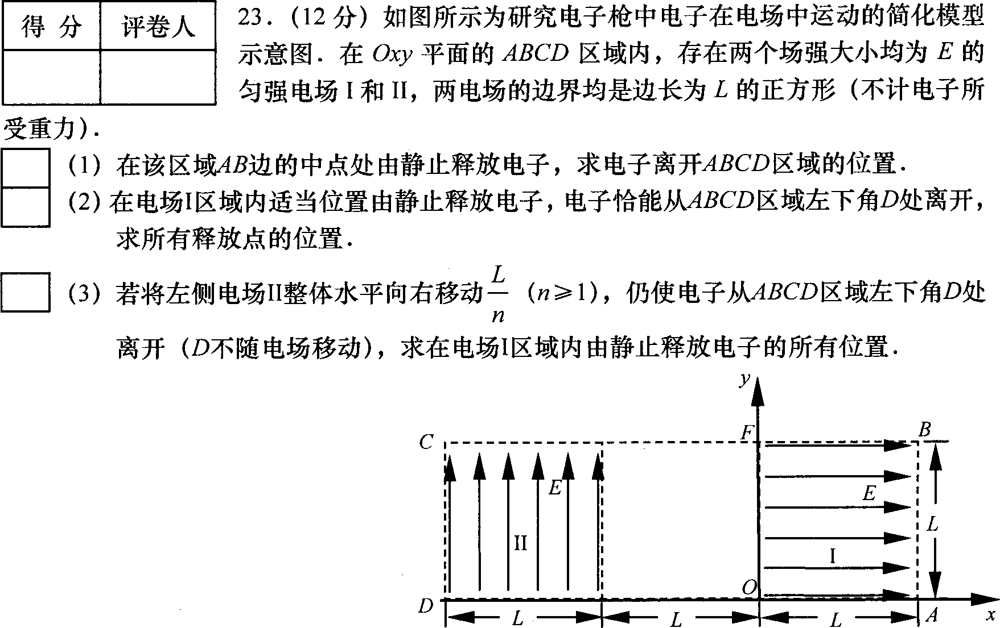 得 分 评卷人
23．(12 分) 如图所示为研究电子枪中电子在电场中运动的简化模型
示意图．在 Oxy 平面的 ABCD 区域内，存在两个场强大小均为 E 的
匀强电场 I 和 II，两电场的边界均是边长为 L 的正方形（不计电子所
受重力）．
(1) 在该区域AB边的中点处由静止释放电子，求电子离开ABCD区域的位置．
(2) 在电场I区域内适当位置由静止释放电子，电子恰能从ABCD区域左下角D处离开，
求所有释放点的位置．
(3) 若将左侧电场II整体水平向右移动 L/n (n≥1)，仍使电子从ABCD区域左下角D处
离开（D不随电场移动），求在电场I区域内由静止释放电子的所有位置．
y
C F B
E E
L
II I
O
D L L L A x